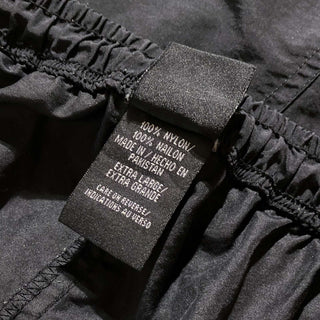 100% NYLON/
100% NAILON
MADE IN / HECHO EN
PAKISTAN
EXTRA LARGE/
EXTRA GRANDE
CARE ON REVERSE/
INDICATIONS AU VERSO